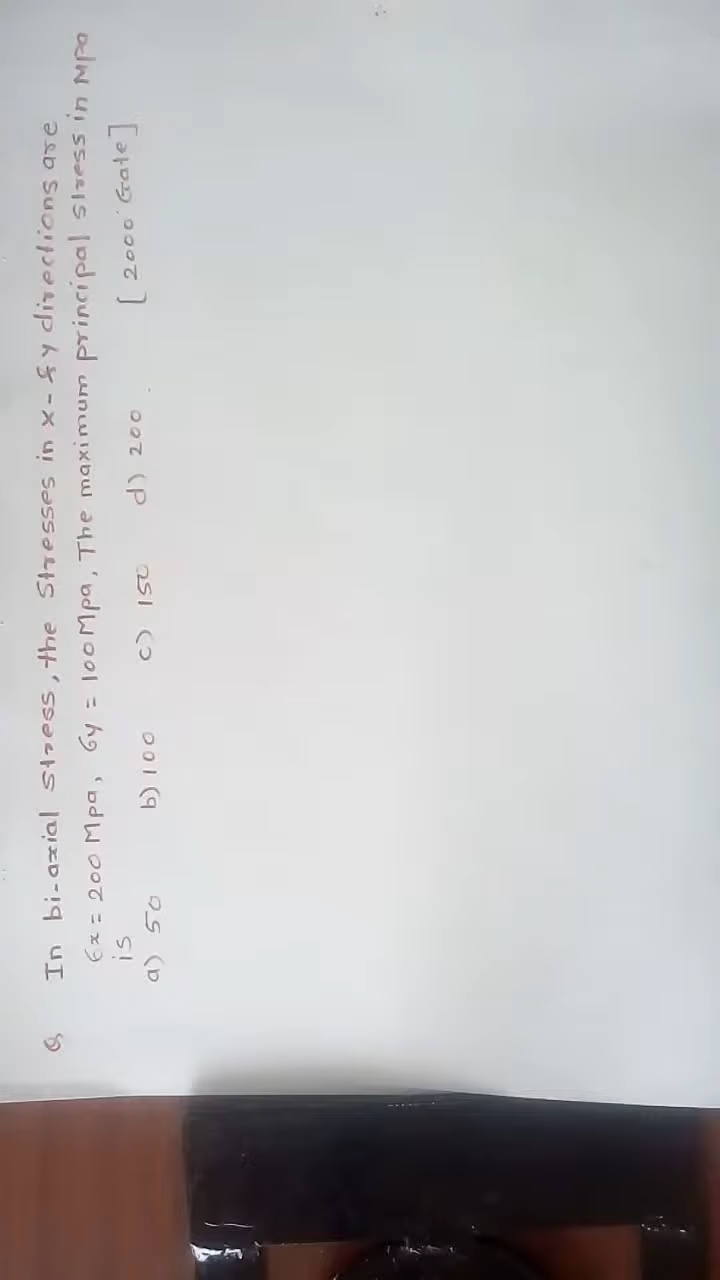 Q In bi-axial stress, the stresses in x- & y directions are
σx = 200 Mpa, σy = 100 Mpa, The maximum principal stress in Mpa
is
a) 50 b) 100 c) 150 d) 200. [2000 Gate]